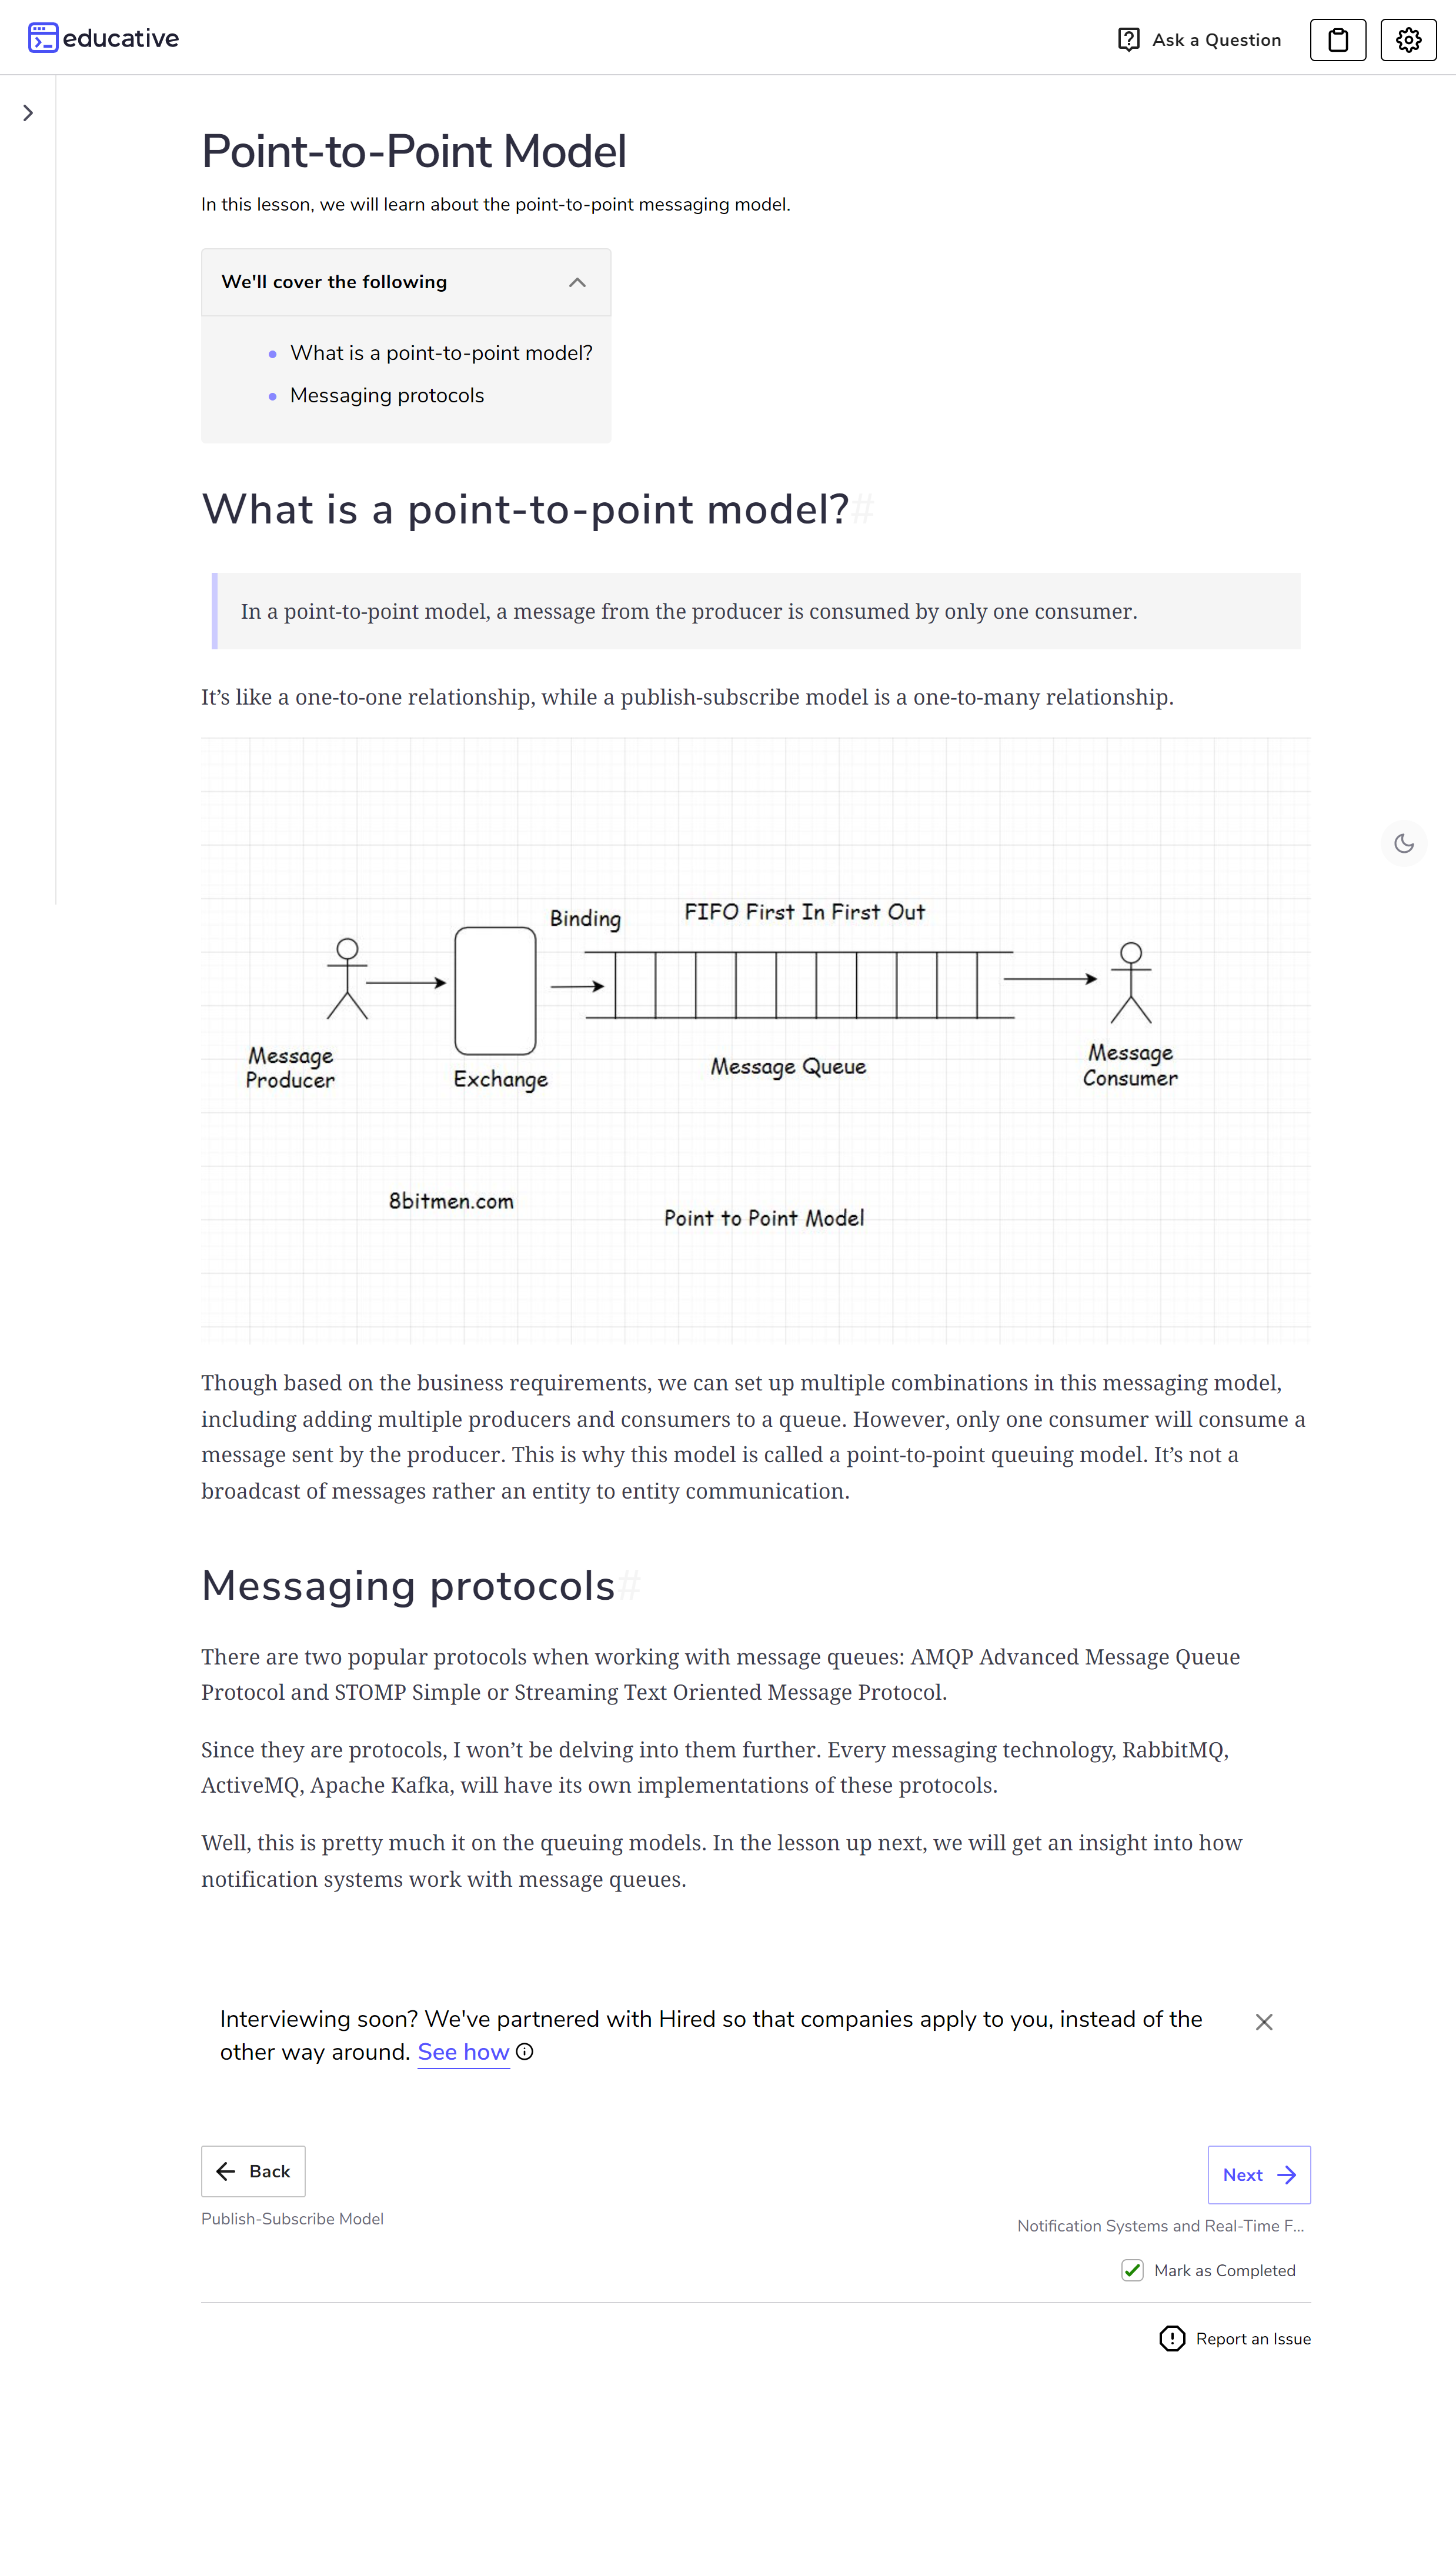 educative
Ask a Question
Point-to-Point Model
In this lesson, we will learn about the point-to-point messaging model.
We'll cover the following
What is a point-to-point model?
Messaging protocols
What is a point-to-point model?#
In a point-to-point model, a message from the producer is consumed by only one consumer.
It’s like a one-to-one relationship, while a publish-subscribe model is a one-to-many relationship.
Binding
FIFO First In First Out
Message
Producer
Exchange
Message Queue
Message
Consumer
8bitmen.com
Point to Point Model
Though based on the business requirements, we can set up multiple combinations in this messaging model,
including adding multiple producers and consumers to a queue. However, only one consumer will consume a
message sent by the producer. This is why this model is called a point-to-point queuing model. It’s not a
broadcast of messages rather an entity to entity communication.
Messaging protocols#
There are two popular protocols when working with message queues: AMQP Advanced Message Queue
Protocol and STOMP Simple or Streaming Text Oriented Message Protocol.
Since they are protocols, I won’t be delving into them further. Every messaging technology, RabbitMQ,
ActiveMQ, Apache Kafka, will have its own implementations of these protocols.
Well, this is pretty much it on the queuing models. In the lesson up next, we will get an insight into how
notification systems work with message queues.
Interviewing soon? We've partnered with Hired so that companies apply to you, instead of the
other way around. See how
Back
Next
Publish-Subscribe Model
Notification Systems and Real-Time F...
Mark as Completed
Report an Issue